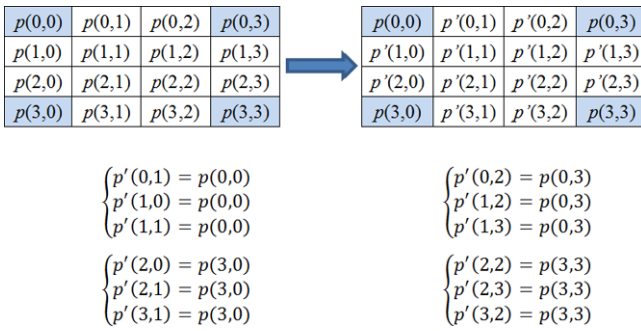 p(0,0) p(0,1) p(0,2) p(0,3) p(0,0) p'(0,1) p'(0,2) p(0,3)
p(1,0) p(1,1) p(1,2) p(1,3) p'(1,0) p'(1,1) p'(1,2) p'(1,3)
p(2,0) p(2,1) p(2,2) p(2,3) p'(2,0) p'(2,1) p'(2,2) p'(2,3)
p(3,0) p(3,1) p(3,2) p(3,3) p(3,0) p'(3,1) p'(3,2) p(3,3)
p'(0,1) = p(0,0)
p'(1,0) = p(0,0)
p'(1,1) = p(0,0)
p'(0,2) = p(0,3)
p'(1,2) = p(0,3)
p'(1,3) = p(0,3)
p'(2,0) = p(3,0)
p'(2,1) = p(3,0)
p'(3,1) = p(3,0)
p'(2,2) = p(3,3)
p'(2,3) = p(3,3)
p'(3,2) = p(3,3)